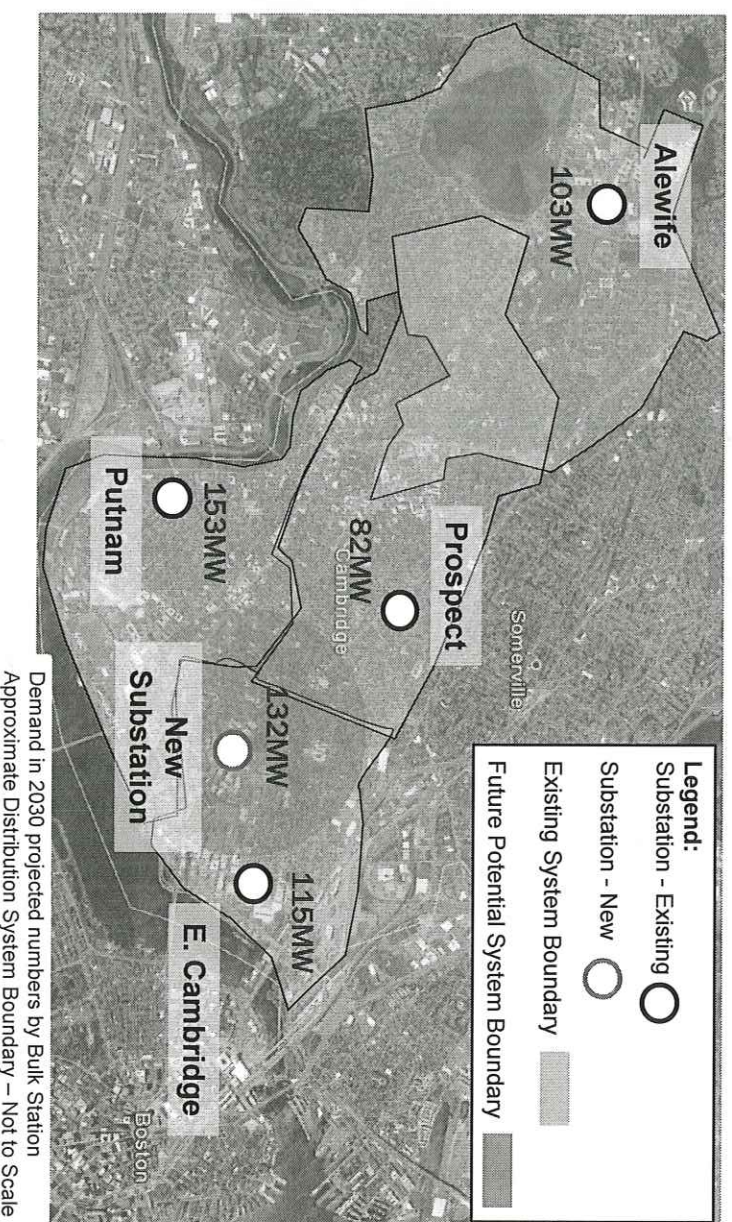 Alewife
103MW
Prospect
82MW
Cambridge
Somerville
153MW
Putnam
132MW
New
Substation
115MW
E. Cambridge
Boston
Legend:
Substation - Existing
Substation - New
Existing System Boundary
Future Potential System Boundary
Demand in 2030 projected numbers by Bulk Station
Approximate Distribution System Boundary – Not to Scale